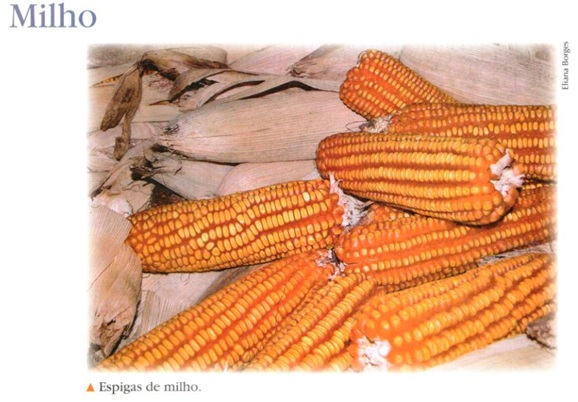 Milho
Eliana Borges
▲ Espigas de milho.